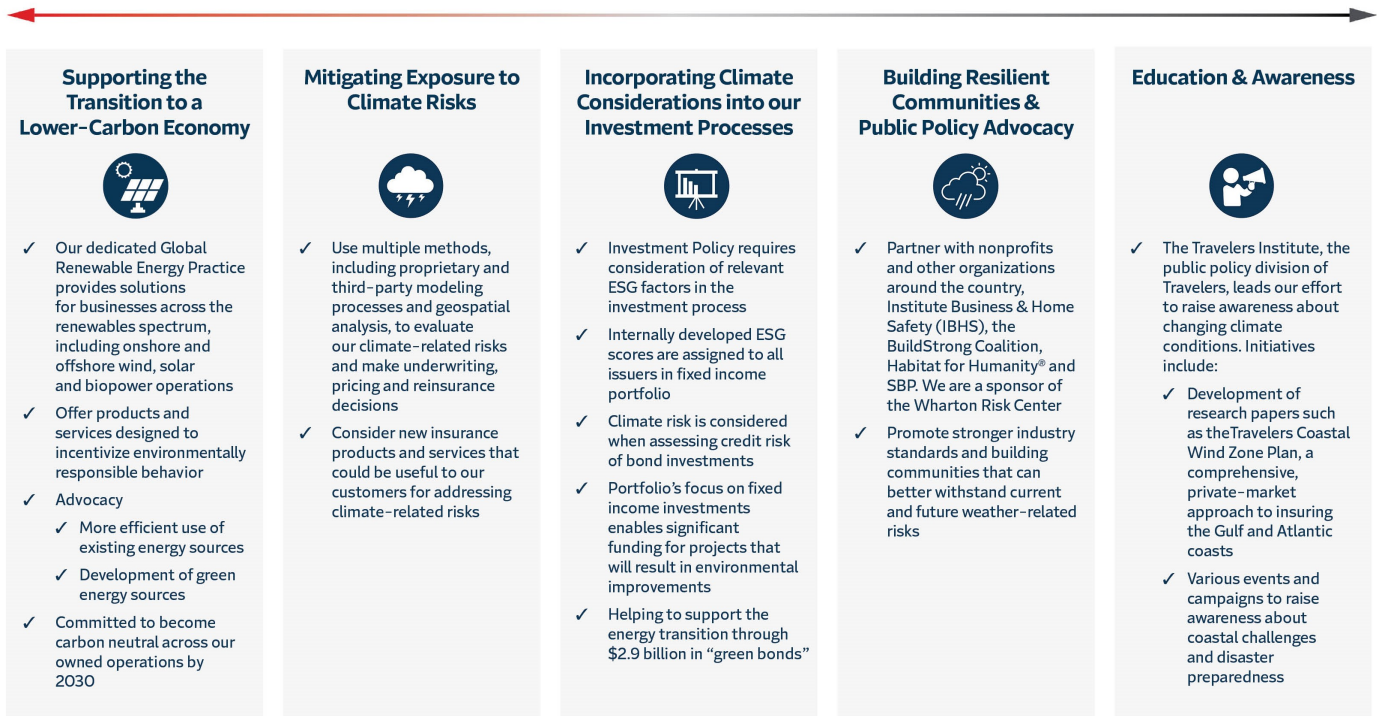 Supporting the
Transition to a
Lower-Carbon Economy
✓ Our dedicated Global
Renewable Energy Practice
provides solutions
for businesses across the
renewables spectrum,
including onshore and
offshore wind, solar
and biopower operations
✓ Offer products and
services designed to
incentivize environmentally
responsible behavior
✓ Advocacy
✓ More efficient use of
existing energy sources
✓ Development of green
energy sources
✓ Committed to become
carbon neutral across our
owned operations by
2030
Mitigating Exposure to
Climate Risks
✓ Use multiple methods,
including proprietary and
third-party modeling
processes and geospatial
analysis, to evaluate
our climate-related risks
and make underwriting,
pricing and reinsurance
decisions
✓ Consider new insurance
products and services that
could be useful to our
customers for addressing
climate-related risks
Incorporating Climate
Considerations into our
Investment Processes
✓ Investment Policy requires
consideration of relevant
ESG factors in the
investment process
✓ Internally developed ESG
scores are assigned to all
issuers in fixed income
portfolio
✓ Climate risk is considered
when assessing credit risk
of bond investments
✓ Portfolio's focus on fixed
income investments
enables significant
funding for projects that
will result in environmental
improvements
✓ Helping to support the
energy transition through
$2.9 billion in “green bonds”
Building Resilient
Communities &
Public Policy Advocacy
✓ Partner with nonprofits
and other organizations
around the country,
Institute Business & Home
Safety (IBHS), the
BuildStrong Coalition,
Habitat for Humanity® and
SBP. We are a sponsor of
the Wharton Risk Center
✓ Promote stronger industry
standards and building
communities that can
better withstand current
and future weather-related
risks
Education & Awareness
✓ The Travelers Institute, the
public policy division of
Travelers, leads our effort
to raise awareness about
changing climate
conditions. Initiatives
include:
✓ Development of
research papers such
as theTravelers Coastal
Wind Zone Plan, a
comprehensive,
private-market
approach to insuring
the Gulf and Atlantic
coasts
✓ Various events and
campaigns to raise
awareness about
coastal challenges
and disaster
preparedness